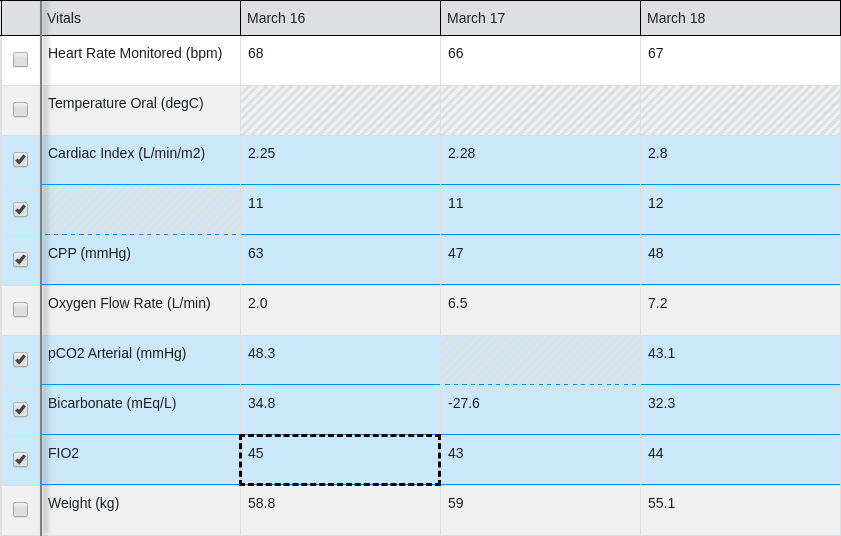 Vitals March 16 March 17 March 18
Heart Rate Monitored (bpm) 68 66 67
Temperature Oral (degC)
Cardiac Index (L/min/m2) 2.25 2.28 2.8
11 11 12
CPP (mmHg) 63 47 48
Oxygen Flow Rate (L/min) 2.0 6.5 7.2
pCO2 Arterial (mmHg) 48.3 43.1
Bicarbonate (mEq/L) 34.8 -27.6 32.3
FIO2 45 43 44
Weight (kg) 58.8 59 55.1